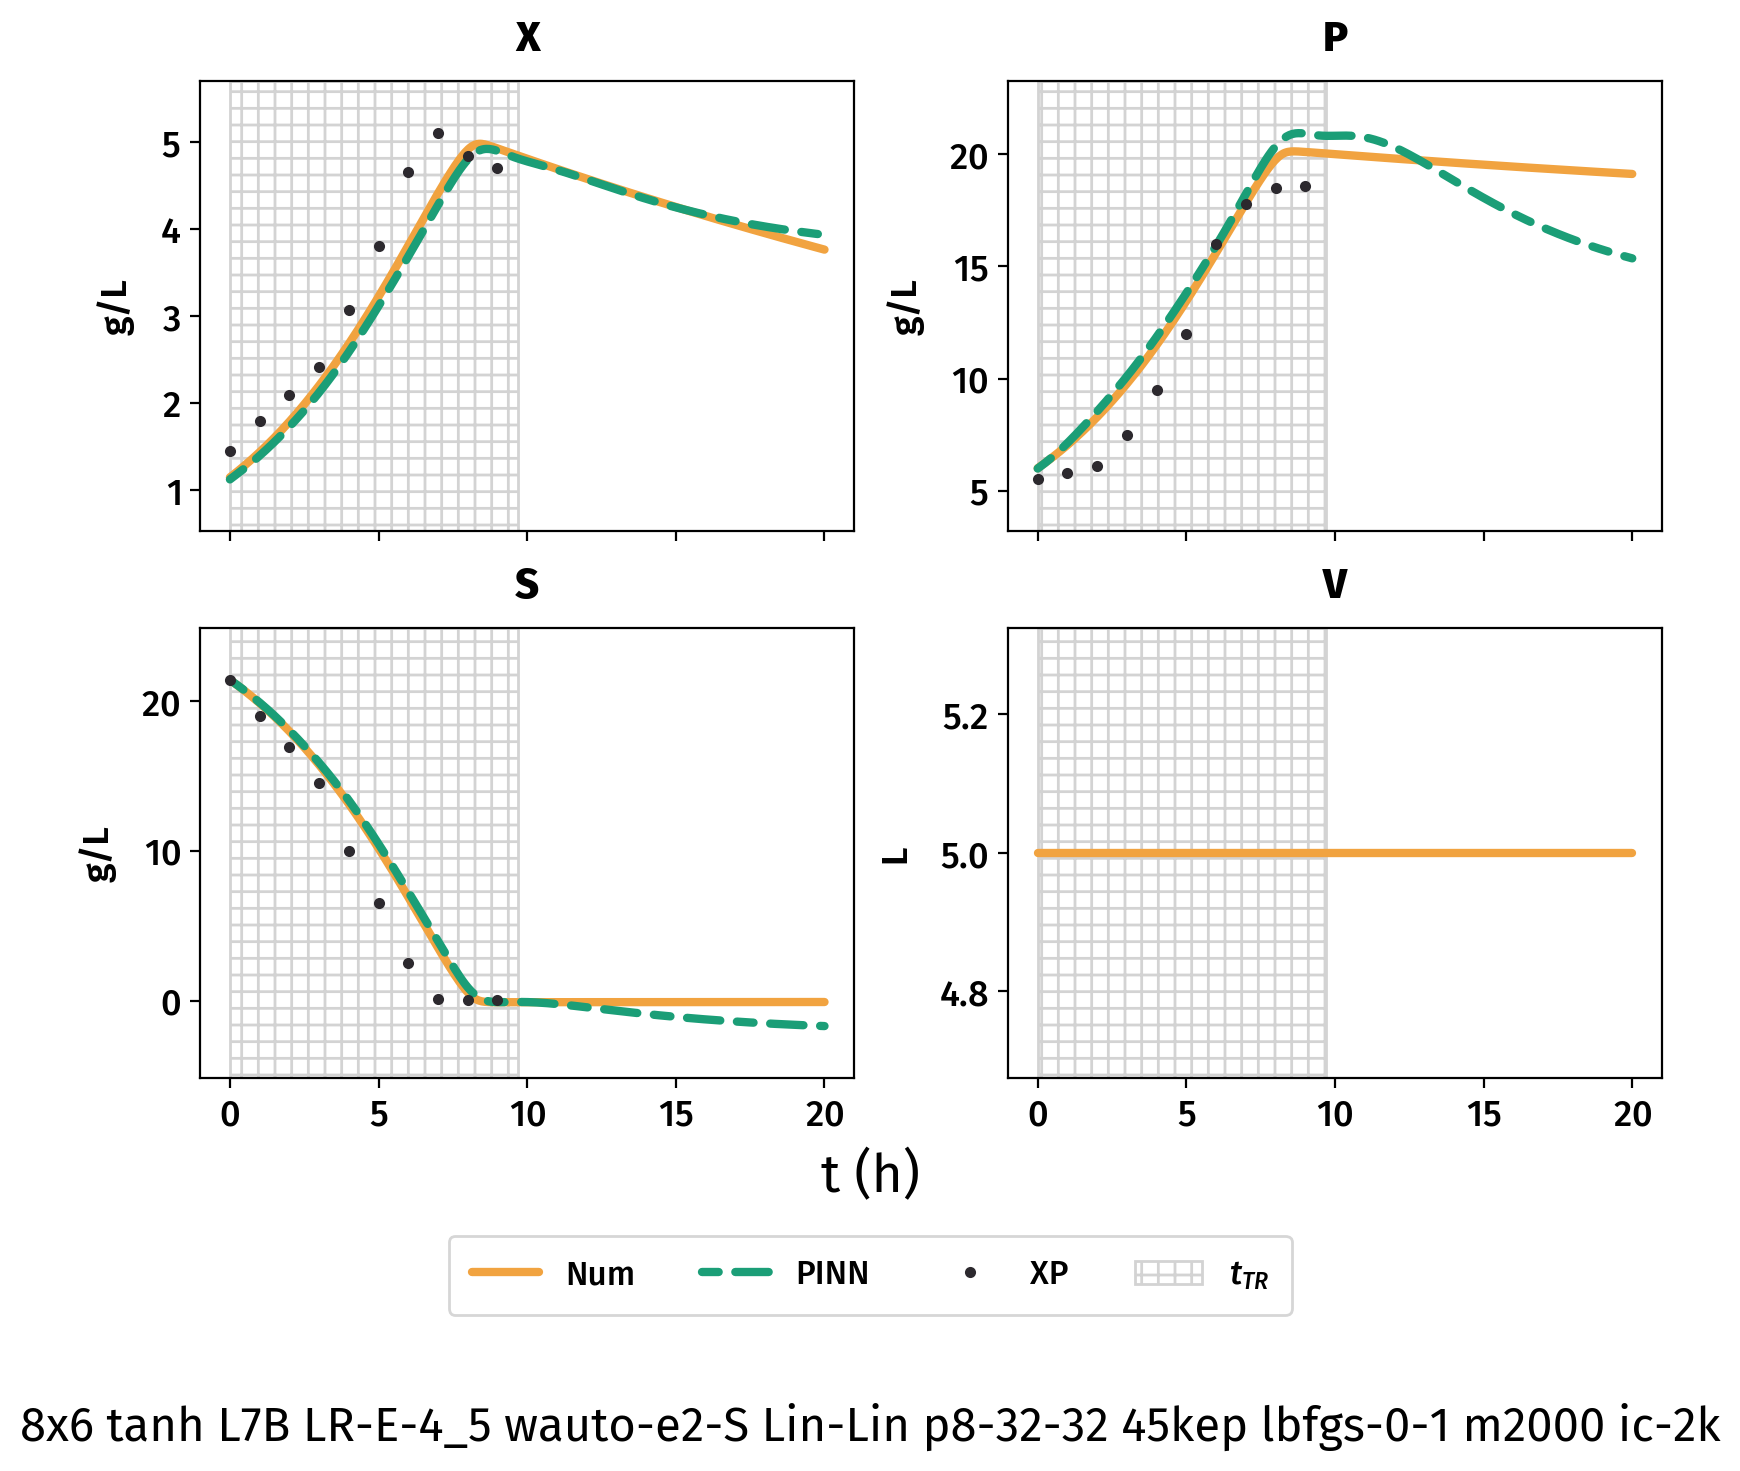 X
P
5
4
3
2
1
g/L
20
15
10
5
g/L
S
V
20
10
0
g/L
5.2
5.0
4.8
L
0 5 10 15 20
0 5 10 15 20
t (h)
Num PINN XP tTR
8x6 tanh L7B LR-E-4_5 wauto-e2-S Lin-Lin p8-32-32 45kep lbfgs-0-1 m2000 ic-2k